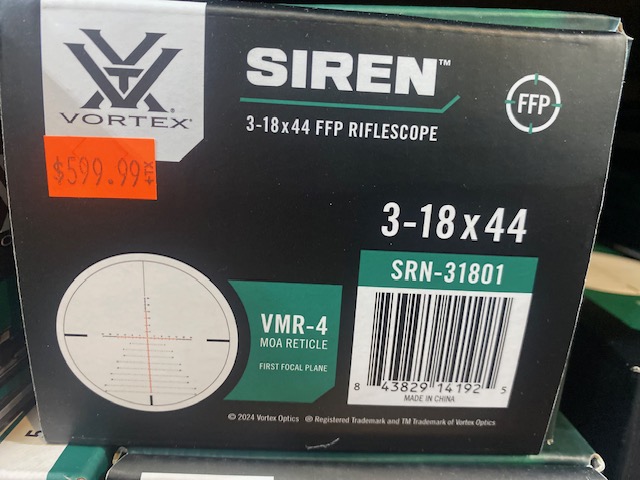 VORTEX®
SIREN™
3-18x44 FFP RIFLESCOPE
FFP
$599.99+TX
3-18x44
SRN-31801
VMR-4
MOA RETICLE
FIRST FOCAL PLANE
8 43829 14192 5
MADE IN CHINA
© 2024 Vortex Optics ® Registered Trademark and TM Trademark of Vortex Optics